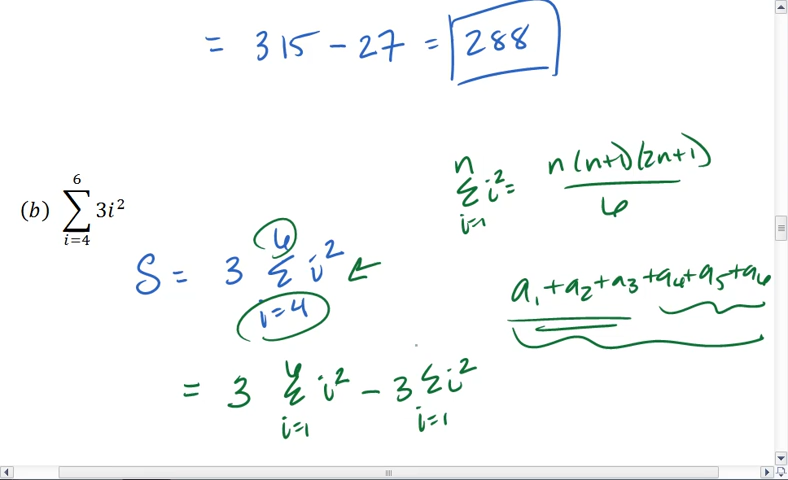 = 315 - 27 = 288
n
Σ i² = n(n+1)(2n+1)/6
i=1
6
(b) Σ 3i²
i=4
6
S = 3 Σ i² ←
i=4
a₁+a₂+a₃+a₄+a₅+a₆
6
= 3 Σ i² - 3 Σ i²
i=1 i=1